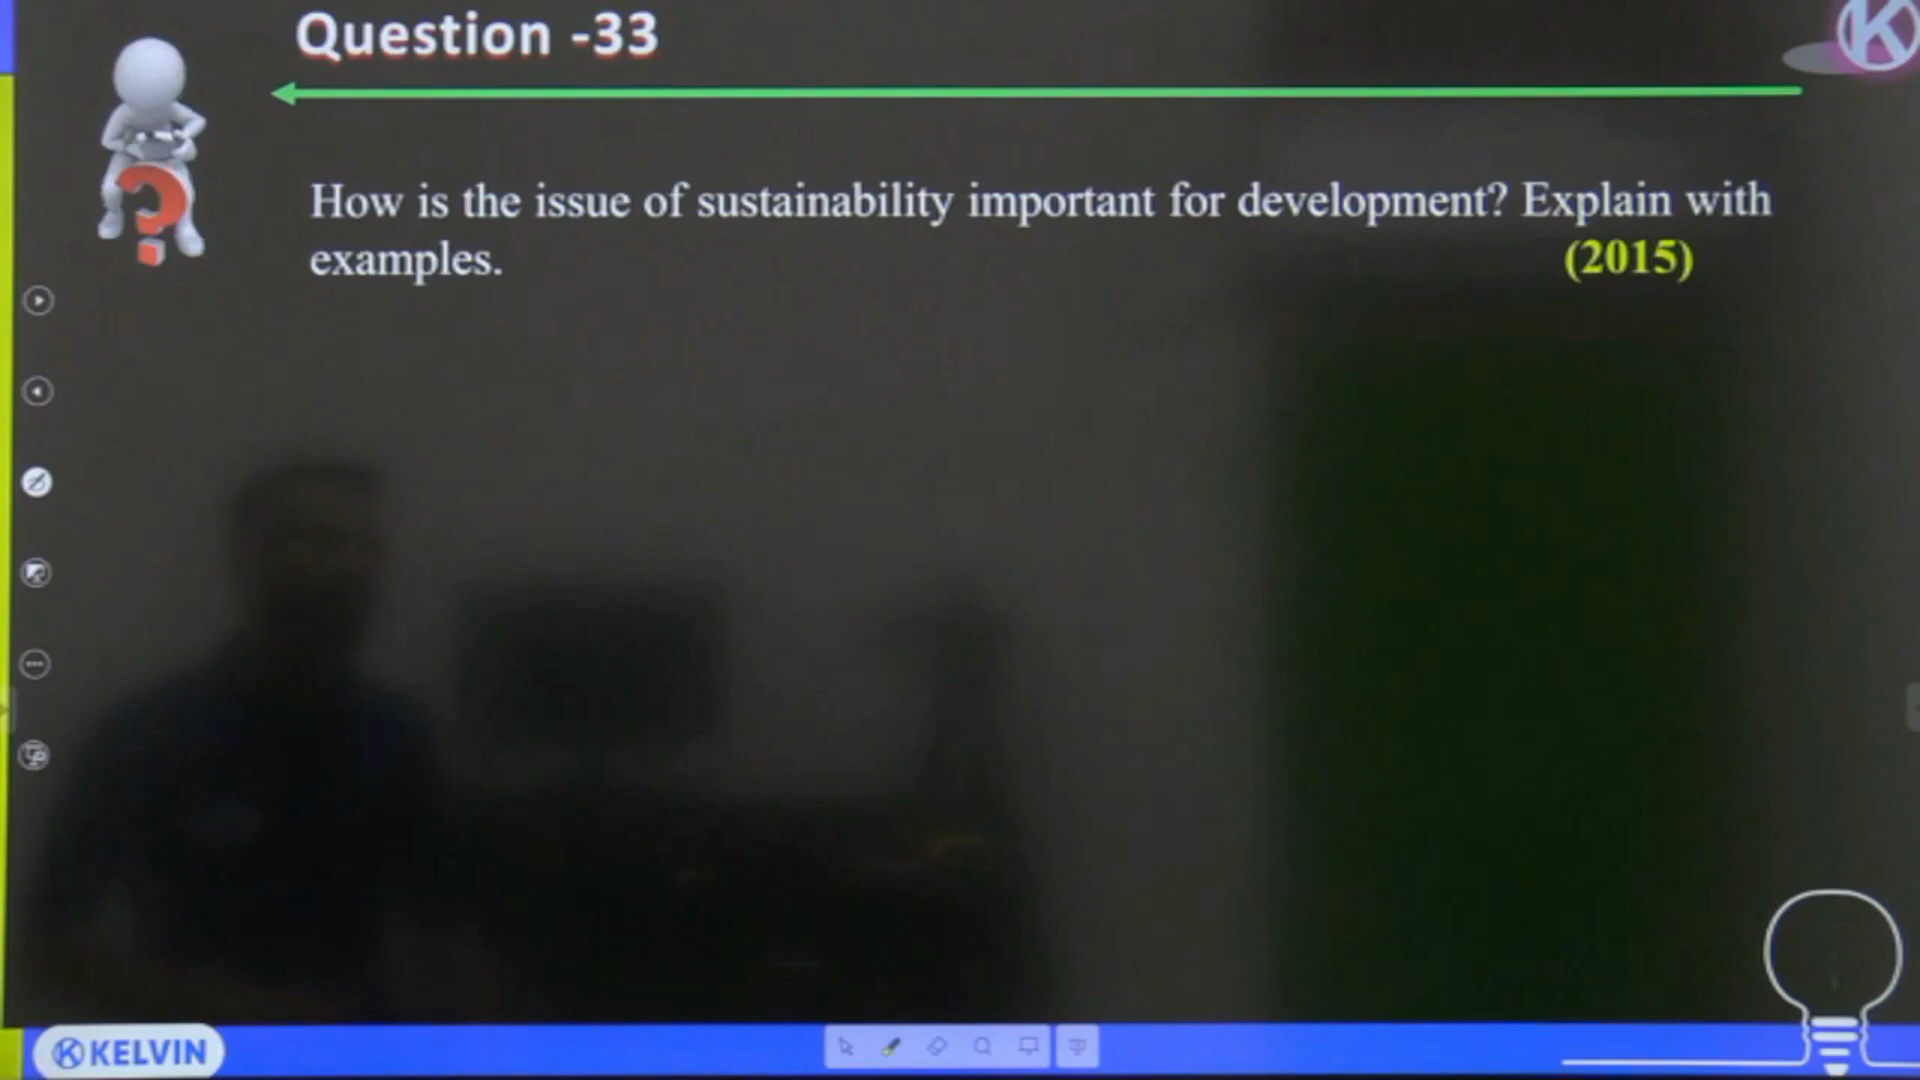 Question -33
How is the issue of sustainability important for development? Explain with
examples. (2015)
KELVIN